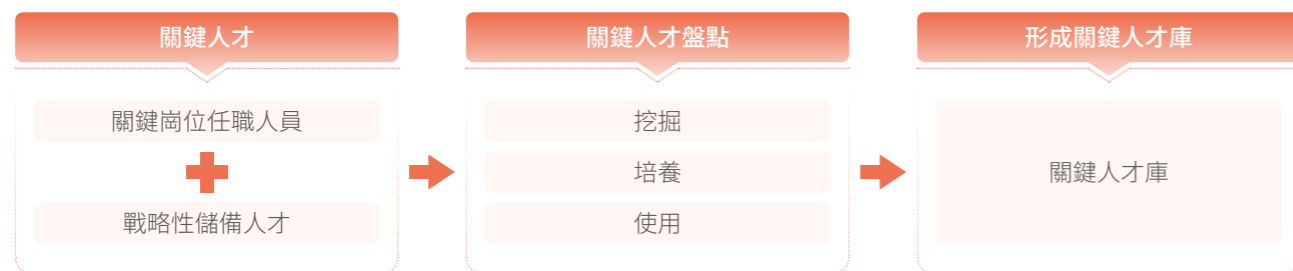 關鍵人才
關鍵崗位任職人員
戰略性儲備人才
關鍵人才盤點
挖掘
培養
使用
形成關鍵人才庫
關鍵人才庫